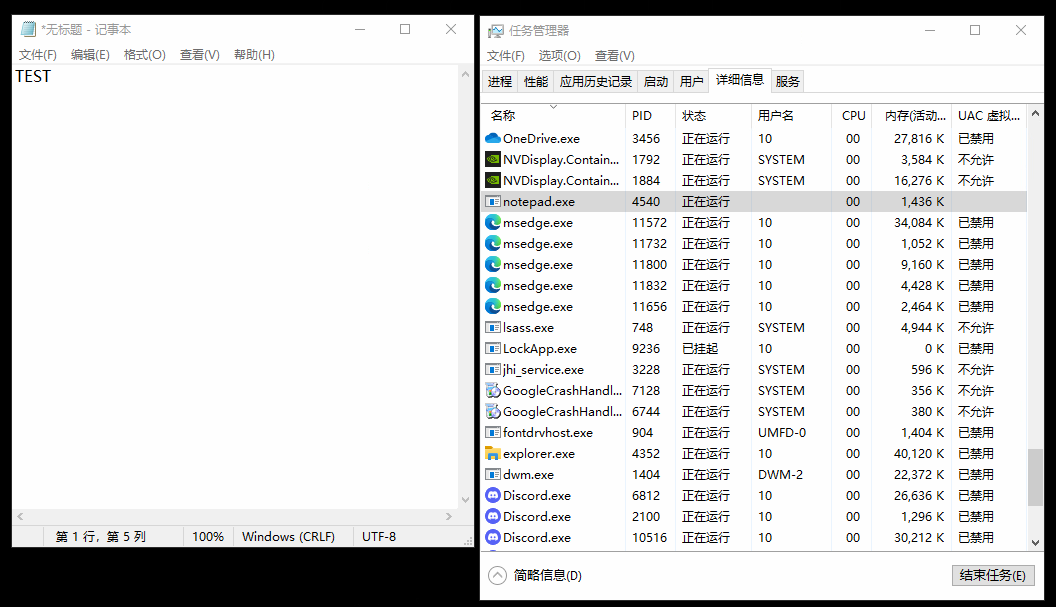 *无标题 - 记事本
文件(F) 编辑(E) 格式(O) 查看(V) 帮助(H)
TEST
第 1 行，第 5 列 100% Windows (CRLF) UTF-8
任务管理器
文件(F) 选项(O) 查看(V)
进程 性能 应用历史记录 启动 用户 详细信息 服务
名称 PID 状态 用户名 CPU 内存(活动... UAC 虚拟...
OneDrive.exe 3456 正在运行 10 00 27,816 K 已禁用
NVDisplay.Contain... 1792 正在运行 SYSTEM 00 3,584 K 不允许
NVDisplay.Contain... 1884 正在运行 SYSTEM 00 16,276 K 不允许
notepad.exe 4540 正在运行 00 1,436 K
msedge.exe 11572 正在运行 10 00 34,084 K 已禁用
msedge.exe 11732 正在运行 10 00 1,052 K 已禁用
msedge.exe 11800 正在运行 10 00 9,160 K 已禁用
msedge.exe 11832 正在运行 10 00 4,428 K 已禁用
msedge.exe 11656 正在运行 10 00 2,464 K 已禁用
lsass.exe 748 正在运行 SYSTEM 00 4,944 K 不允许
LockApp.exe 9236 已挂起 10 00 0 K 已禁用
jhi_service.exe 3228 正在运行 SYSTEM 00 596 K 不允许
GoogleCrashHandl... 7128 正在运行 SYSTEM 00 356 K 不允许
GoogleCrashHandl... 6744 正在运行 SYSTEM 00 380 K 不允许
fontdrvhost.exe 904 正在运行 UMFD-0 00 1,404 K 已禁用
explorer.exe 4352 正在运行 10 00 40,120 K 已禁用
dwm.exe 1404 正在运行 DWM-2 00 22,372 K 已禁用
Discord.exe 6812 正在运行 10 00 26,636 K 已禁用
Discord.exe 2100 正在运行 10 00 1,296 K 已禁用
Discord.exe 10516 正在运行 10 00 30,212 K 已禁用
简略信息(D) 结束任务(E)